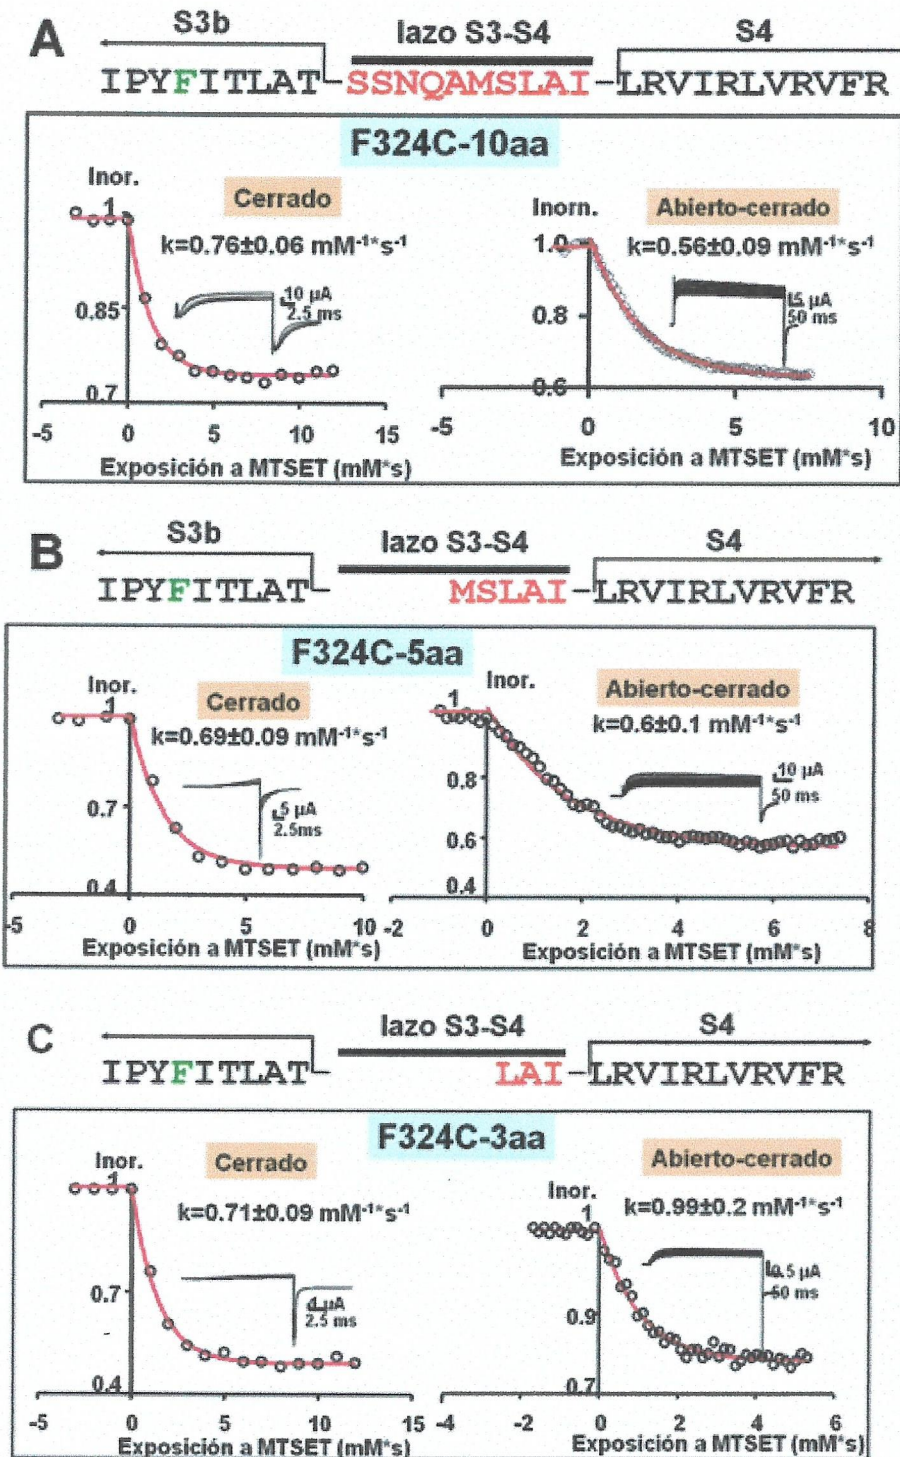 A
S3b
lazo S3-S4
S4
IPYFITLAT
SSNQAMSLAI
LRVIRLVRVFR
F324C-10aa
Inor.
Cerrado
k=0.76±0.06 mM-1*s-1
1
0.85
0.7
10 µA
2.5 ms
-5 0 5 10 15
Exposición a MTSET (mM*s)
Inorn.
Abierto-cerrado
k=0.56±0.09 mM-1*s-1
1.0
0.8
0.6
5 µA
50 ms
-5 0 5 10
Exposición a MTSET (mM*s)
B
S3b
lazo S3-S4
S4
IPYFITLAT
MSLAI
LRVIRLVRVFR
F324C-5aa
Inor.
Cerrado
k=0.69±0.09 mM-1*s-1
1
0.7
0.4
5 µA
2.5ms
-5 0 5 10
Exposición a MTSET (mM*s)
Inor.
Abierto-cerrado
k=0.6±0.1 mM-1*s-1
1
0.8
0.6
0.4
10 µA
50 ms
-2 0 2 4 6 8
Exposición a MTSET (mM*s)
C
lazo S3-S4
S4
IPYFITLAT
LAI
LRVIRLVRVFR
F324C-3aa
Inor.
Cerrado
k=0.71±0.09 mM-1*s-1
1
0.7
0.4
µA
2.5 ms
-5 0 5 10 15
Exposición a MTSET (mM*s)
Inor.
Abierto-cerrado
k=0.99±0.2 mM-1*s-1
1
0.9
0.7
0.5 µA
50 ms
-4 -2 0 2 4 6
Exposición a MTSET (mM*s)